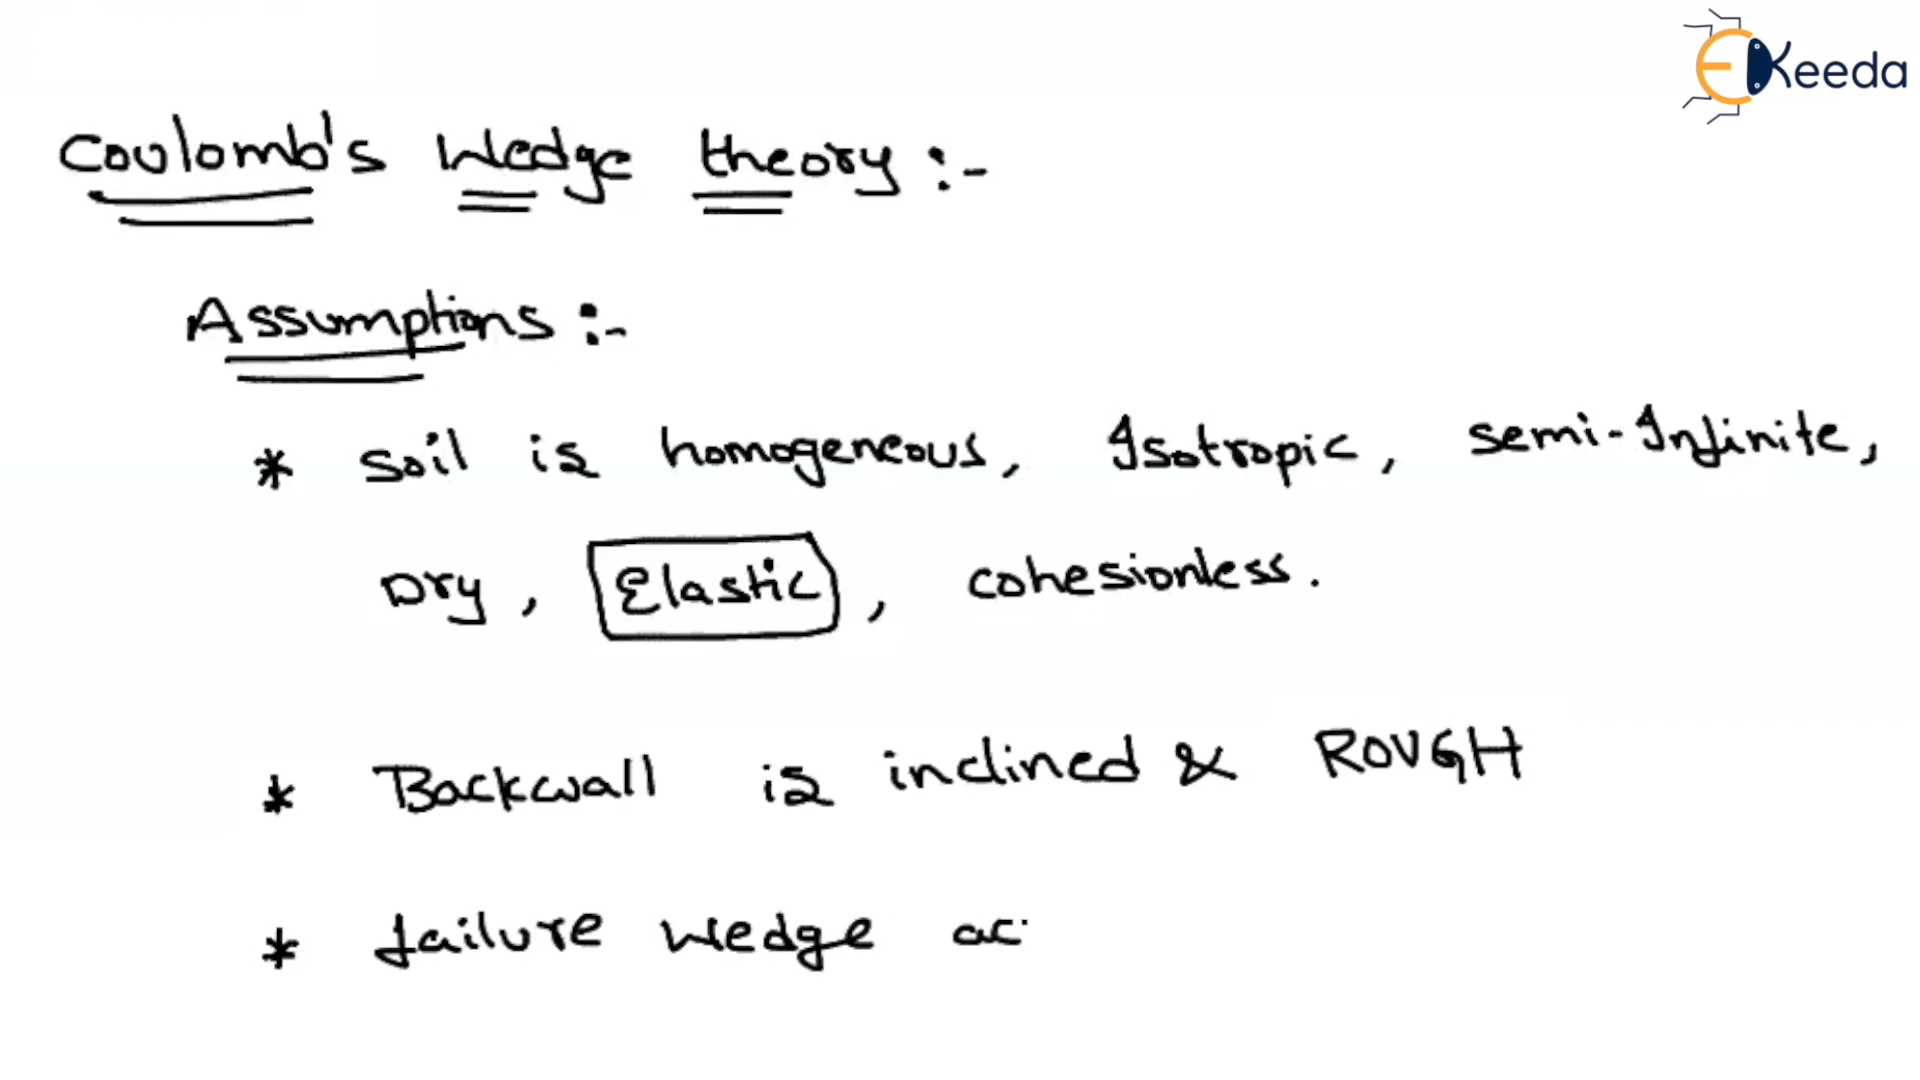 EKeeda
Coulomb's Wedge theory :-
Assumptions :-
* soil is homogeneous, Isotropic, semi-Infinite,
Dry, Elastic, cohesionless.
* Backwall is inclined & ROUGH
* failure wedge ac